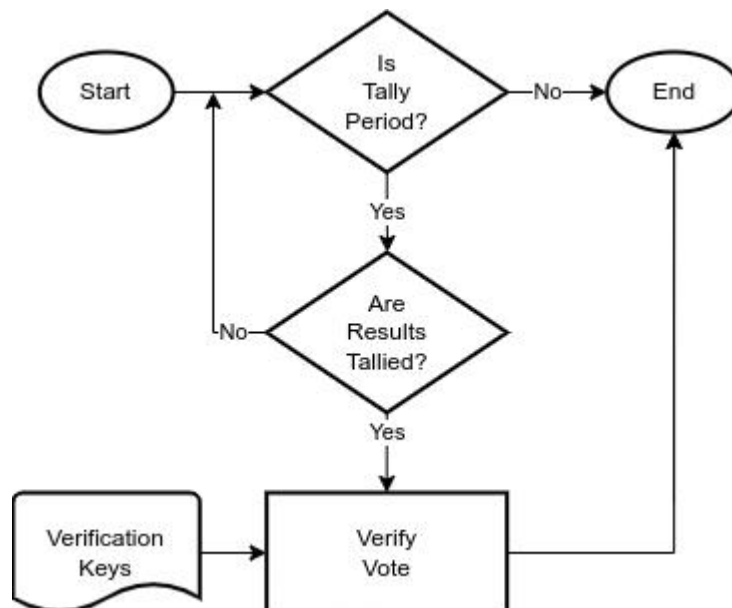 Start
Is
Tally
Period?
No
End
Yes
Are
Results
Tallied?
No
Yes
Verification
Keys
Verify
Vote